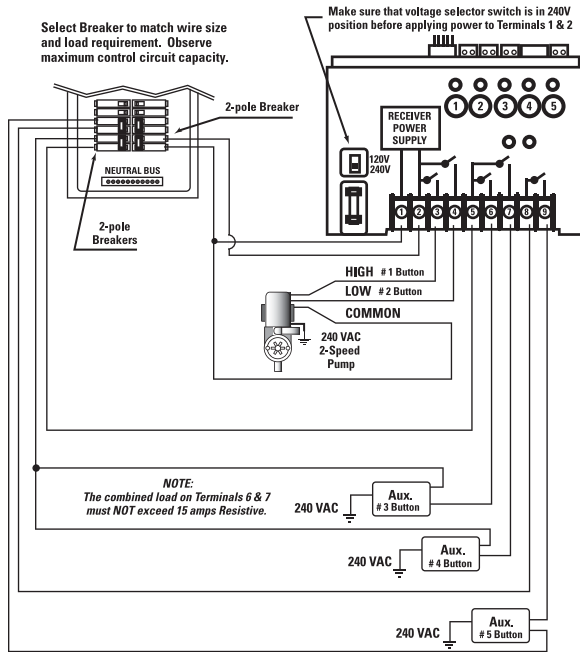 Make sure that voltage selector switch is in 240V
position before applying power to Terminals 1 & 2
Select Breaker to match wire size
and load requirement. Observe
maximum control circuit capacity.
2-pole Breaker
NEUTRAL BUS
2-pole
Breakers
1 2 3 4 5
RECEIVER
POWER
SUPPLY
120V
240V
1 2 3 4 5 6 7 8 9
HIGH # 1 Button
LOW # 2 Button
COMMON
240 VAC
2-Speed
Pump
NOTE:
The combined load on Terminals 6 & 7
must NOT exceed 15 amps Resistive.
240 VAC
Aux.
# 3 Button
240 VAC
Aux.
# 4 Button
240 VAC
Aux.
# 5 Button